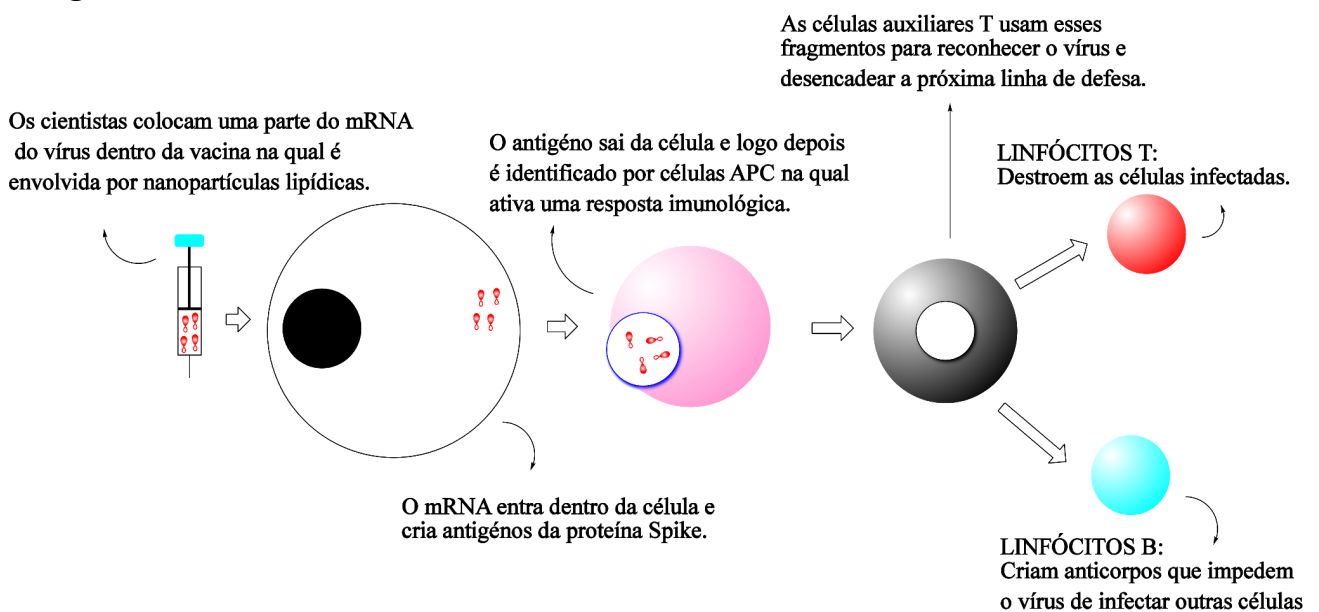 As células auxiliares T usam esses
fragmentos para reconhecer o vírus e
desencadear a próxima linha de defesa.
Os cientistas colocam uma parte do mRNA
do vírus dentro da vacina na qual é
envolvida por nanopartículas lipídicas.
O antigéno sai da célula e logo depois
é identificado por células APC na qual
ativa uma resposta imunológica.
LINFÓCITOS T:
Destroem as células infectadas.
O mRNA entra dentro da célula e
cria antigénos da proteína Spike.
LINFÓCITOS B:
Criam anticorpos que impedem
o vírus de infectar outras células